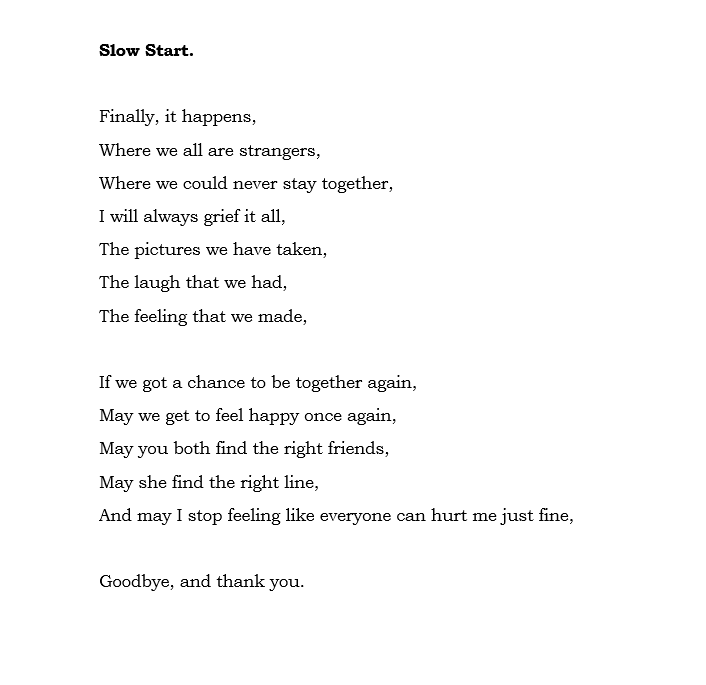 Slow Start.
Finally, it happens,
Where we all are strangers,
Where we could never stay together,
I will always grief it all,
The pictures we have taken,
The laugh that we had,
The feeling that we made,
If we got a chance to be together again,
May we get to feel happy once again,
May you both find the right friends,
May she find the right line,
And may I stop feeling like everyone can hurt me just fine,
Goodbye, and thank you.